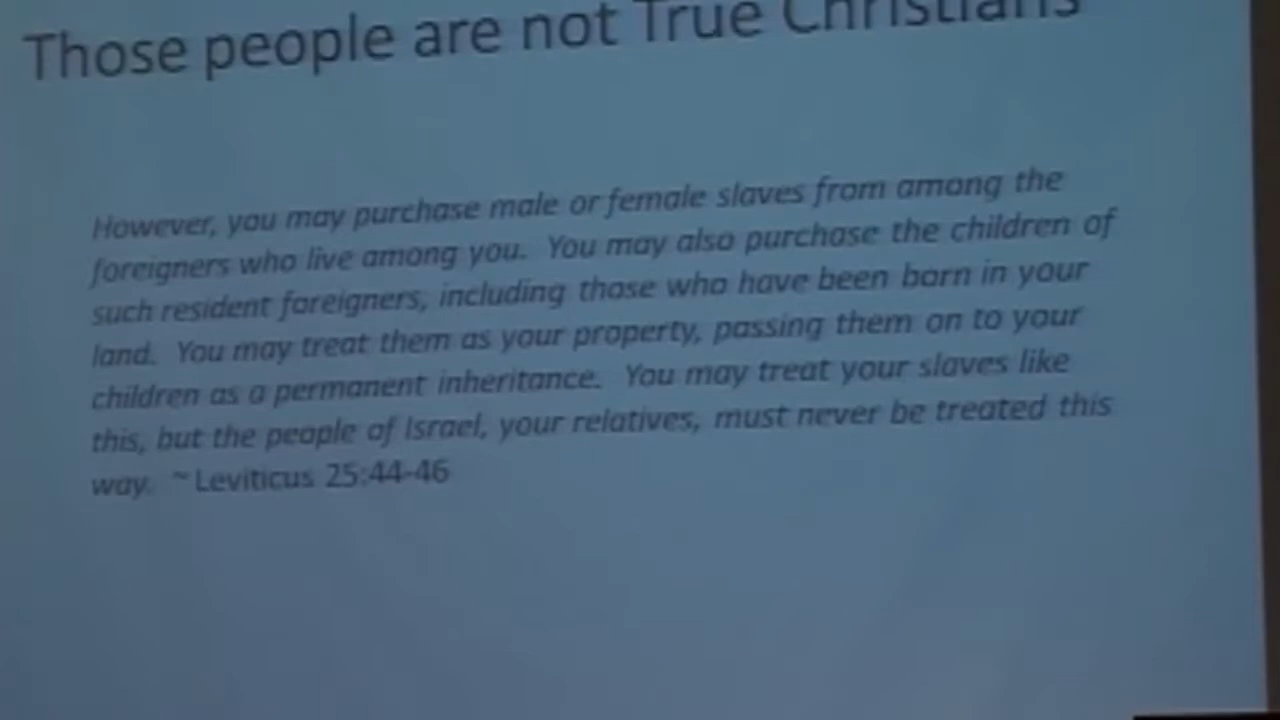 Those people are not True Christians
However, you may purchase male or female slaves from among the
foreigners who live among you. You may also purchase the children of
such resident foreigners, including those who have been born in your
land. You may treat them as your property, passing them on to your
children as a permanent inheritance. You may treat your slaves like
this, but the people of Israel, your relatives, must never be treated this
way. ~ Leviticus 25:44-46